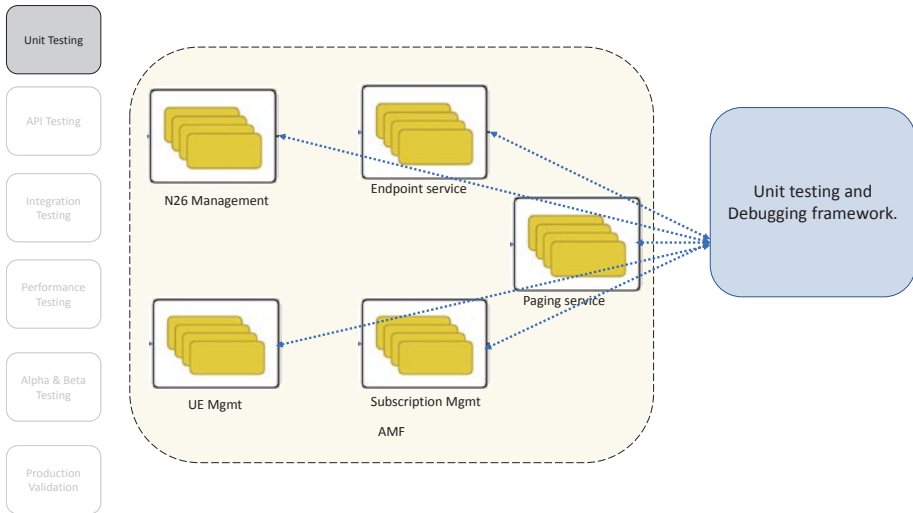 Unit Testing
API Testing
Integration
Testing
Performance
Testing
Alpha & Beta
Testing
Production
Validation
N26 Management
Endpoint service
Paging service
UE Mgmt
Subscription Mgmt
AMF
Unit testing and
Debugging framework.